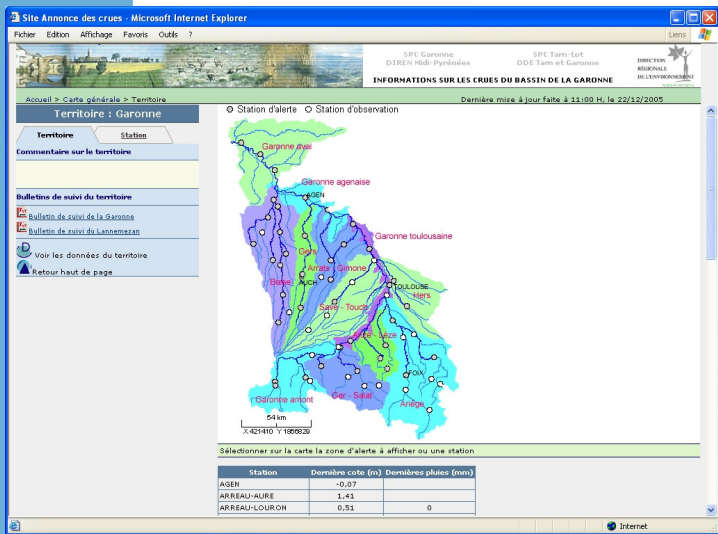 Site Annonce des crues - Microsoft Internet Explorer
Fichier Edition Affichage Favoris Outils ? Liens
SPC Garonne
DIREN Midi-Pyrénées
SPC Tarn-Lot
DDE Tarn et Garonne
INFORMATIONS SUR LES CRUES DU BASSIN DE LA GARONNE
DIRECTION
RÉGIONALE
DE L'ENVIRONNEMENT
Accueil > Carte générale > Territoire
Dernière mise à jour faite à 11:00 H, le 22/12/2005
Territoire : Garonne
Territoire Station
Commentaire sur le territoire
Bulletins de suivi du territoire
Bulletin de suivi de la Garonne
Bulletin de suivi du Lannemezan
Voir les données du territoire
Retour haut de page
Station d'alerte Station d'observation
Garonne aval
Garonne agenaise
AGEN
Garonne toulousaine
Gers
Arrats - Gimone
Baïse
AUCH
TOULOUSE
Hers
Save - Touch
Arize - Lèze
FOIX
Garonne amont
Ger - Salat
Ariège
54 km
X 421410 Y 1866829
Sélectionner sur la carte la zone d'alerte à afficher ou une station
Station Dernière cote (m) Dernières pluies (mm)
AGEN -0,07
ARREAU-AURE 1,41
ARREAU-LOURON 0,51 0
Internet